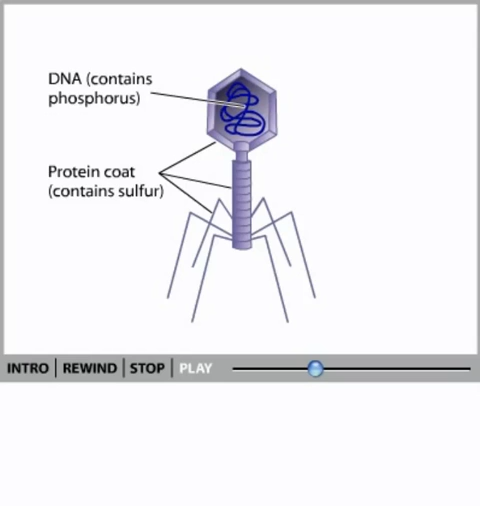 DNA (contains
phosphorus)
Protein coat
(contains sulfur)
INTRO | REWIND | STOP | PLAY